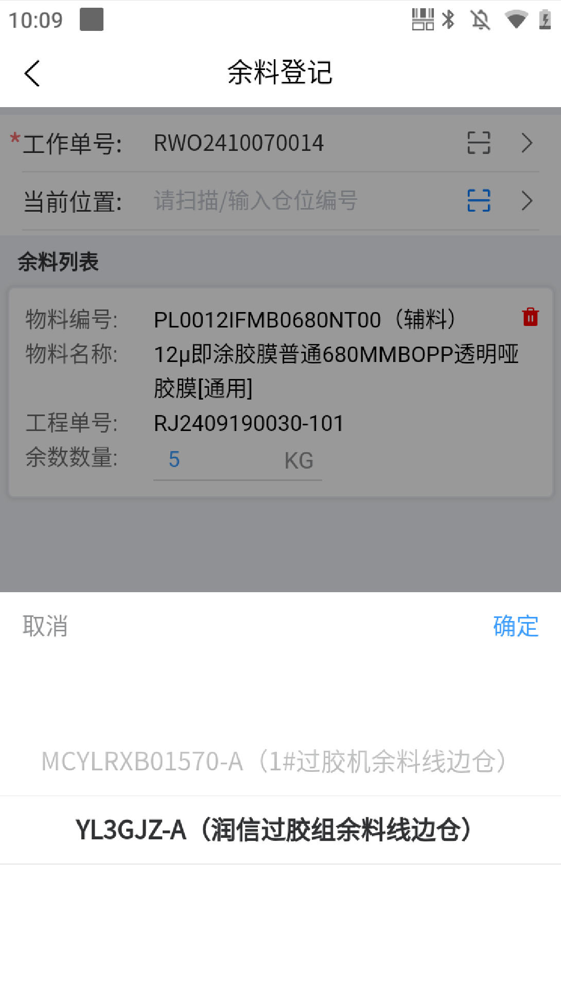 10:09
余料登记
*工作单号: RWO2410070014
当前位置: 请扫描/输入仓位编号
余料列表
物料编号: PL0012IFMB0680NT00（辅料）
物料名称: 12μ即涂胶膜普通680MMBOPP透明哑
胶膜[通用]
工程单号: RJ2409190030-101
余数数量: 5 KG
取消 确定
MCYLRXB01570-A（1#过胶机余料线边仓）
YL3GJZ-A（润信过胶组余料线边仓）